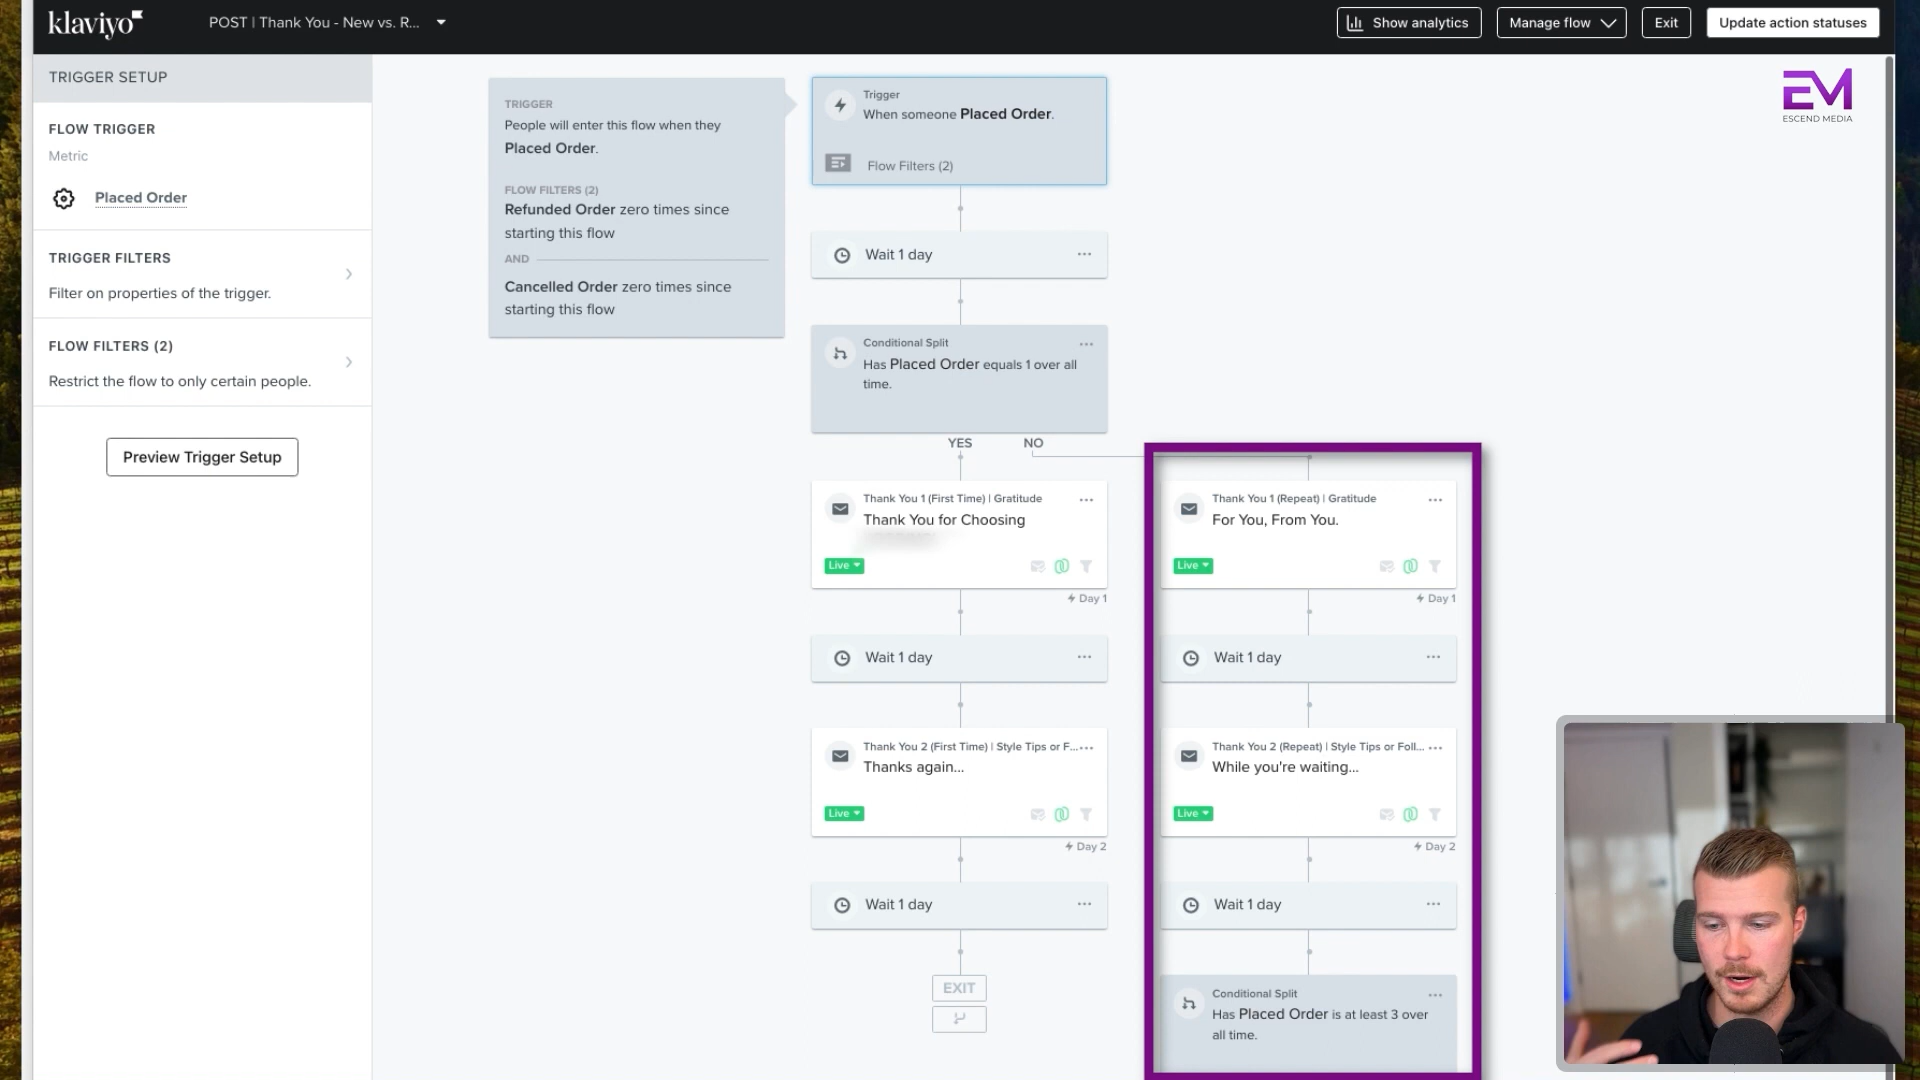 klaviyo
POST | Thank You - New vs. R...
Show analytics
Manage flow
Exit
Update action statuses
TRIGGER SETUP
FLOW TRIGGER
Metric
Placed Order
TRIGGER FILTERS
Filter on properties of the trigger.
FLOW FILTERS (2)
Restrict the flow to only certain people.
Preview Trigger Setup
TRIGGER
People will enter this flow when they
Placed Order.
FLOW FILTERS (2)
Refunded Order zero times since
starting this flow
AND
Cancelled Order zero times since
starting this flow
Trigger
When someone Placed Order.
Flow Filters (2)
Wait 1 day
Conditional Split
Has Placed Order equals 1 over all
time.
YES
NO
Thank You 1 (First Time) | Gratitude
Thank You for Choosing
Live
Day 1
Wait 1 day
Thank You 2 (First Time) | Style Tips or F...
Thanks again...
Live
Day 2
Wait 1 day
EXIT
Thank You 1 (Repeat) | Gratitude
For You, From You.
Live
Day 1
Wait 1 day
Thank You 2 (Repeat) | Style Tips or Foll...
While you're waiting...
Live
Day 2
Wait 1 day
Conditional Split
Has Placed Order is at least 3 over
all time.
EM
ESCEND MEDIA